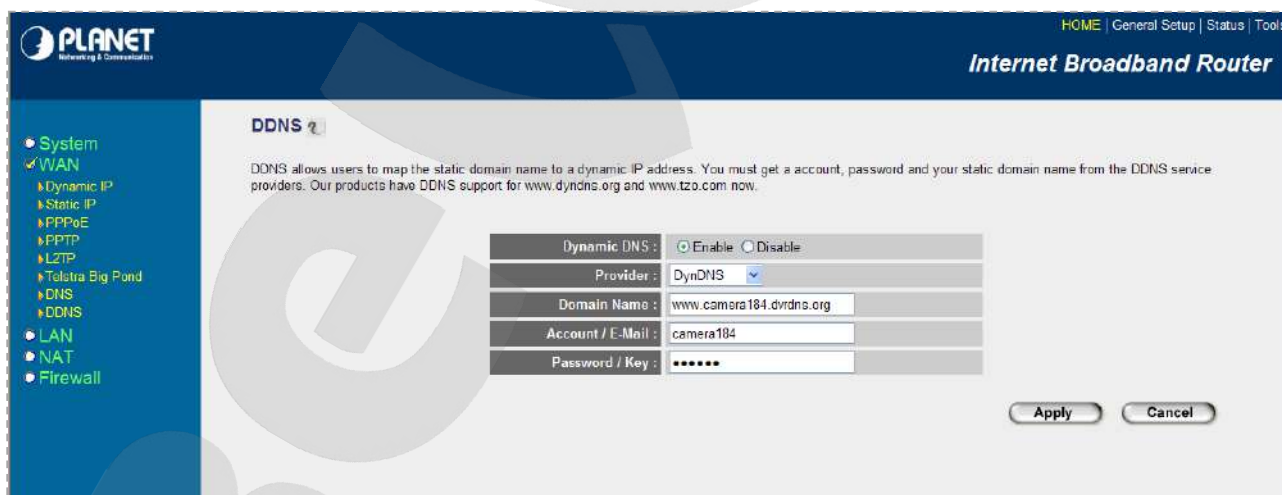 PLANET
Networking & Communication
HOME | General Setup | Status | Tools
Internet Broadband Router
System
WAN
Dynamic IP
Static IP
PPPoE
PPTP
L2TP
Telstra Big Pond
DNS
DDNS
LAN
NAT
Firewall
DDNS
DDNS allows users to map the static domain name to a dynamic IP address. You must get a account, password and your static domain name from the DDNS service
providers. Our products have DDNS support for www.dyndns.org and www.tzo.com now.
Dynamic DNS : Enable Disable
Provider : DynDNS
Domain Name : www.camera184.dvrdns.org
Account / E-Mail : camera184
Password / Key : ••••••
Apply Cancel